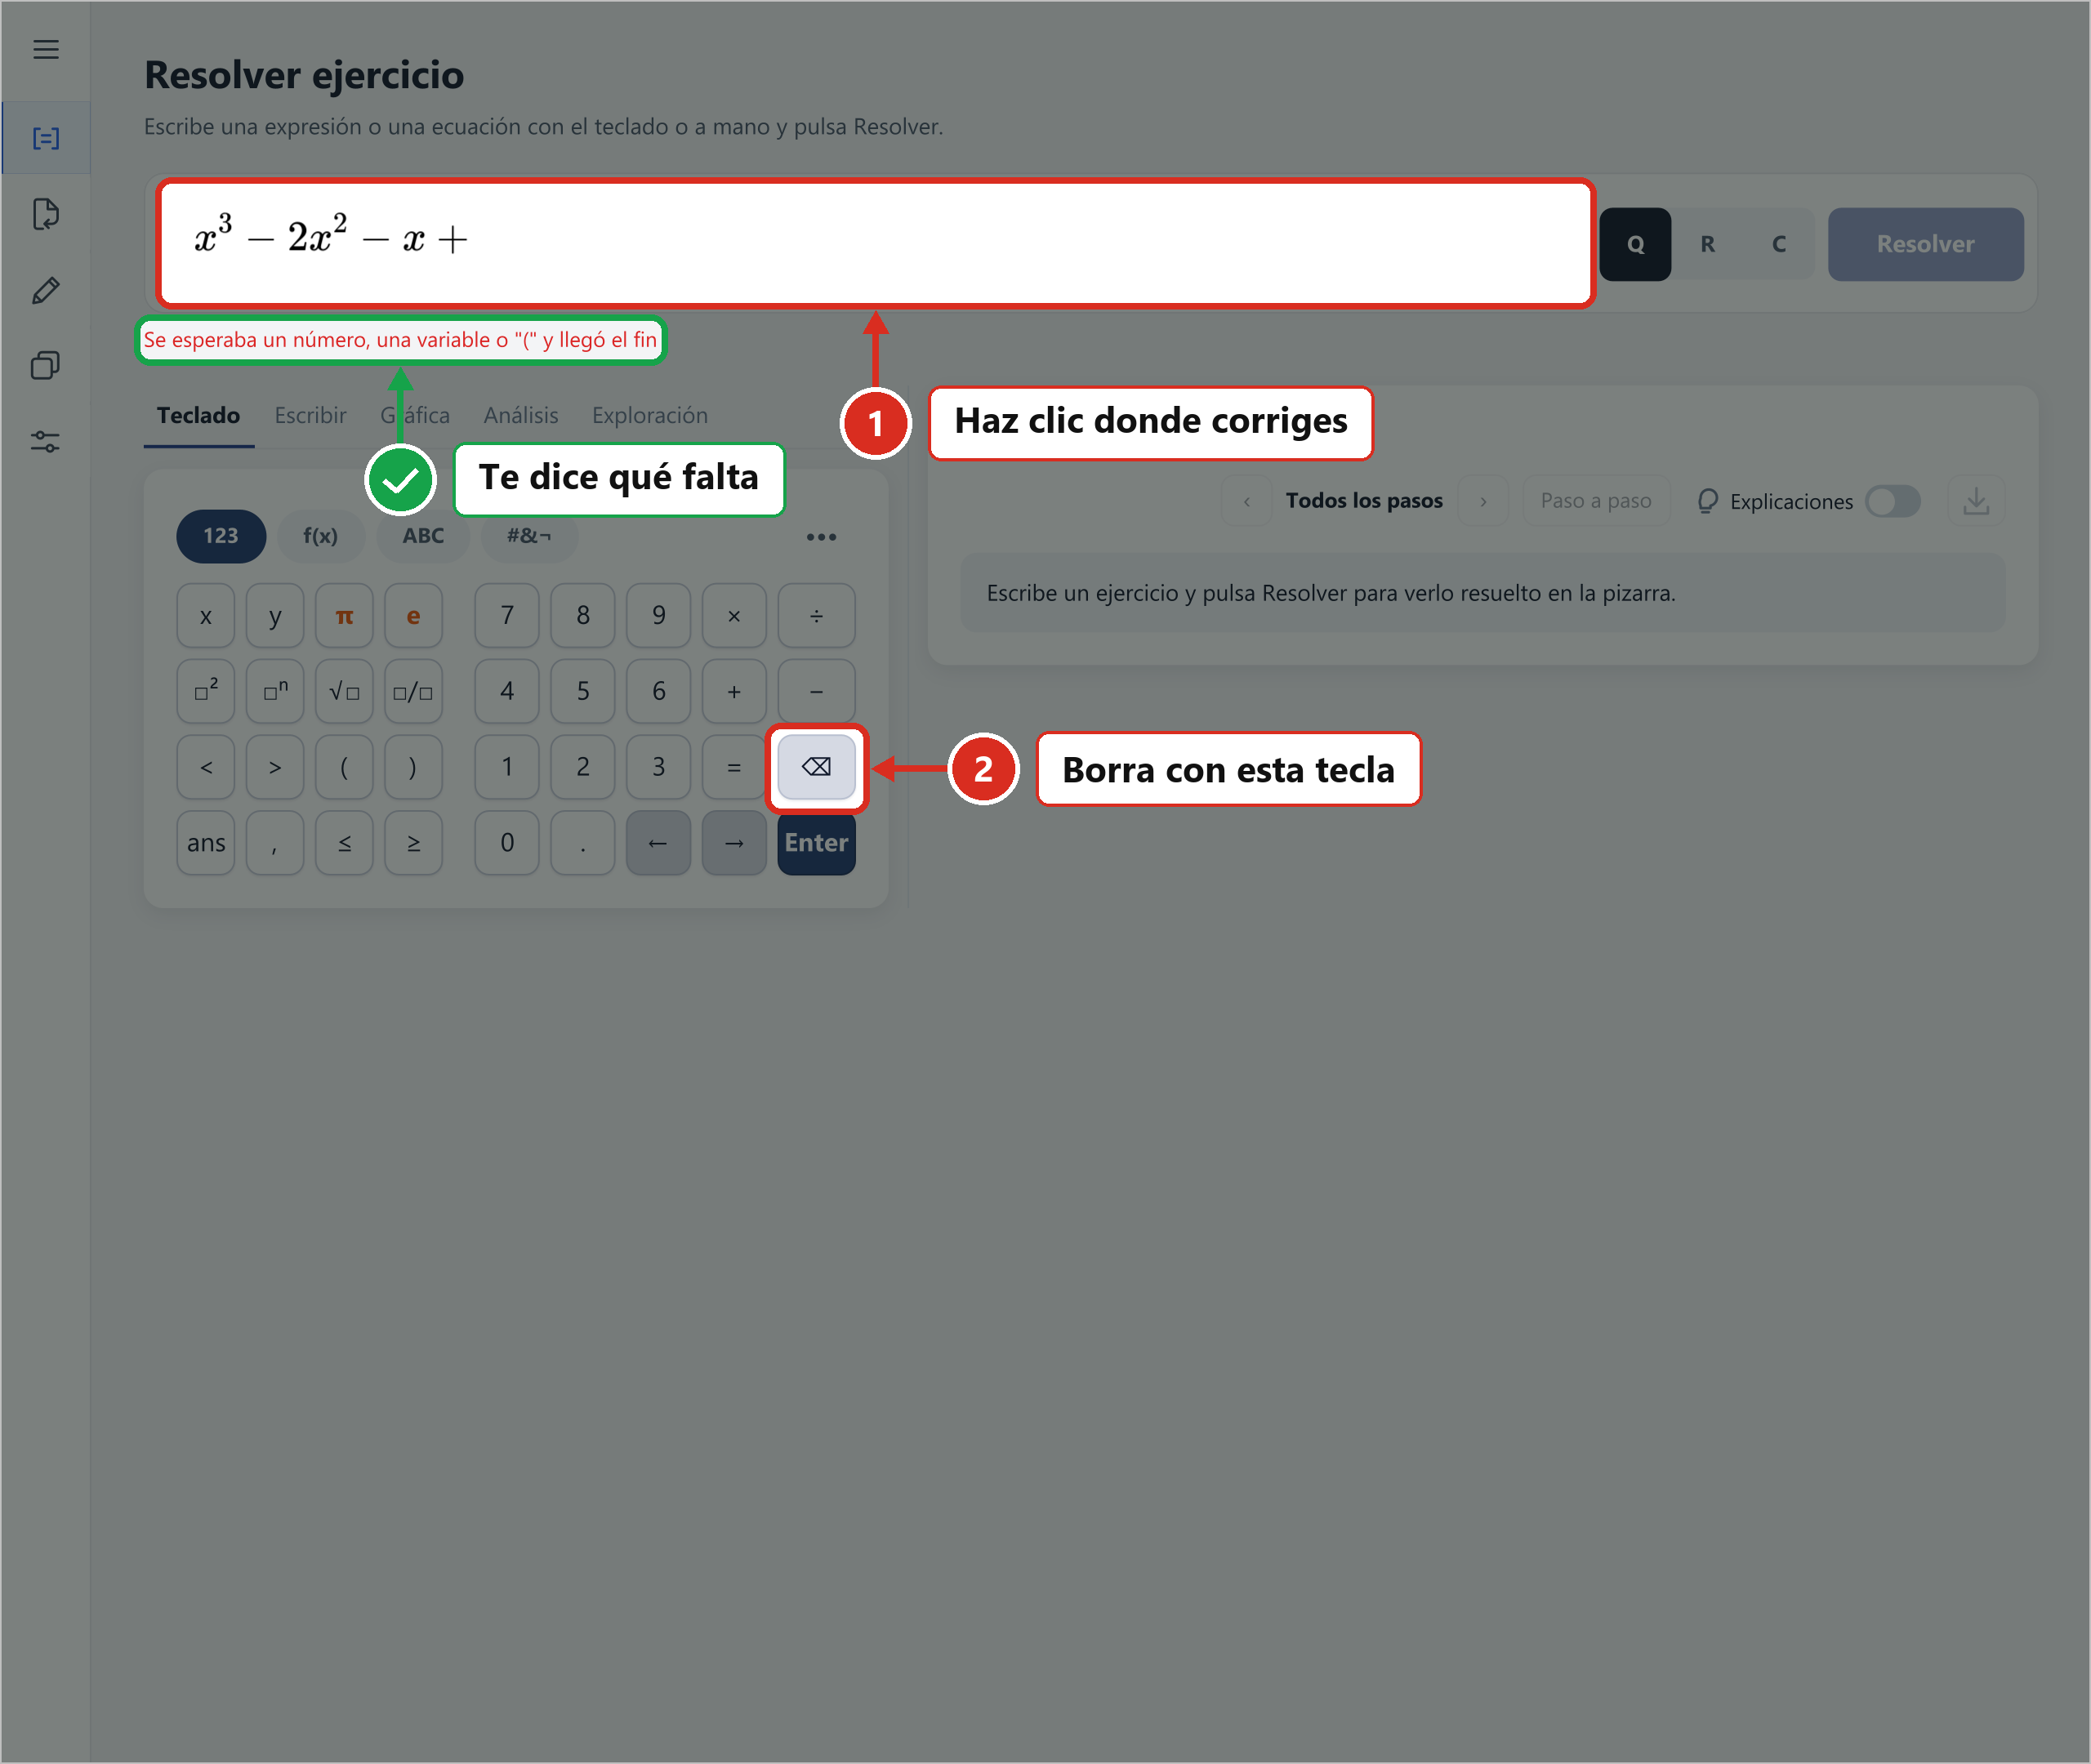 Resolver ejercicio
Escribe una expresión o una ecuación con el teclado o a mano y pulsa Resolver.
x³ − 2x² − x +
Q R C Resolver
Se esperaba un número, una variable o "(" y llegó el fin
1 Haz clic donde corriges
Teclado Escribir Gráfica Análisis Exploración
Te dice qué falta
‹ Todos los pasos › Paso a paso Explicaciones
123 f(x) ABC #&¬ •••
Escribe un ejercicio y pulsa Resolver para verlo resuelto en la pizarra.
x y π e 7 8 9 × ÷
□² □ⁿ √□ □/□ 4 5 6 + −
< > ( ) 1 2 3 = ⌫
2 Borra con esta tecla
ans , ≤ ≥ 0 . ← → Enter